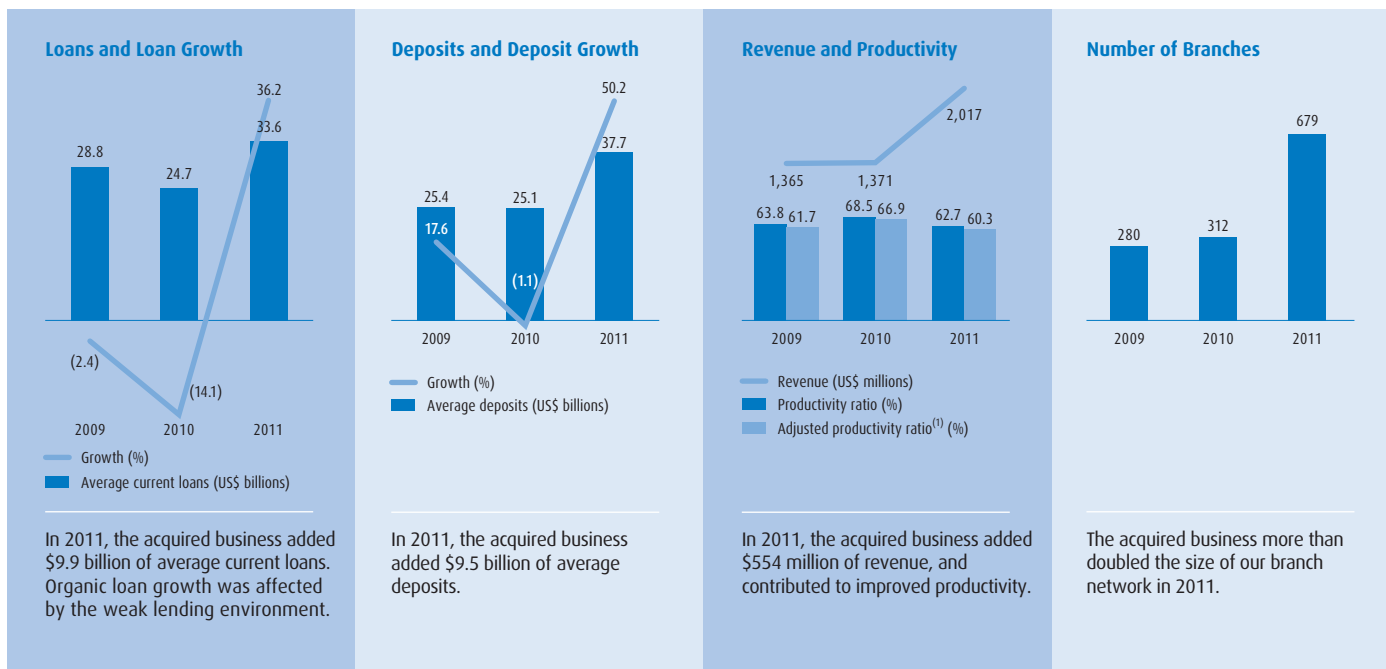 Loans and Loan Growth
36.2
33.6
28.8
24.7
(2.4)
(14.1)
2009 2010 2011
Growth (%)
Average current loans (US$ billions)
In 2011, the acquired business added
$9.9 billion of average current loans.
Organic loan growth was affected
by the weak lending environment.
Deposits and Deposit Growth
50.2
37.7
25.4 25.1
17.6
(1.1)
2009 2010 2011
Growth (%)
Average deposits (US$ billions)
In 2011, the acquired business
added $9.5 billion of average
deposits.
Revenue and Productivity
2,017
1,365 1,371
63.8 61.7 68.5 66.9 62.7 60.3
2009 2010 2011
Revenue (US$ millions)
Productivity ratio (%)
Adjusted productivity ratio(1) (%)
In 2011, the acquired business added
$554 million of revenue, and
contributed to improved productivity.
Number of Branches
679
280 312
2009 2010 2011
The acquired business more than
doubled the size of our branch
network in 2011.